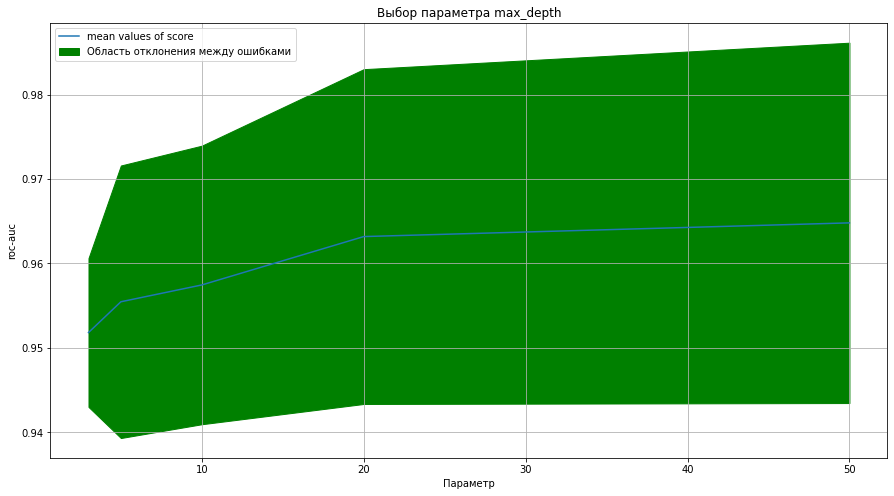 Выбор параметра max_depth
mean values of score
Область отклонения между ошибками
0.98
0.97
0.96
0.95
0.94
roc-auc
10
20
30
40
50
Параметр